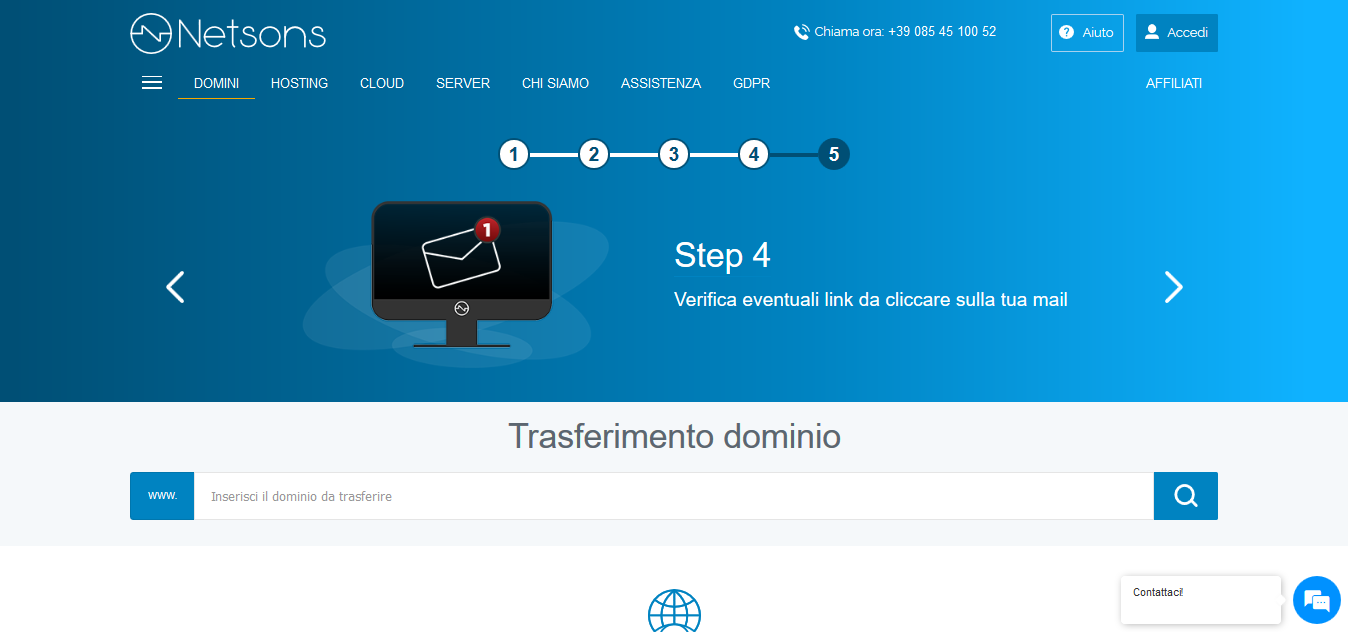 Netsons
Chiama ora: +39 085 45 100 52
Aiuto
Accedi
DOMINI HOSTING CLOUD SERVER CHI SIAMO ASSISTENZA GDPR AFFILIATI
1 2 3 4 5
1
Step 4
Verifica eventuali link da cliccare sulla tua mail
Trasferimento dominio
www. Inserisci il dominio da trasferire
Contattaci!